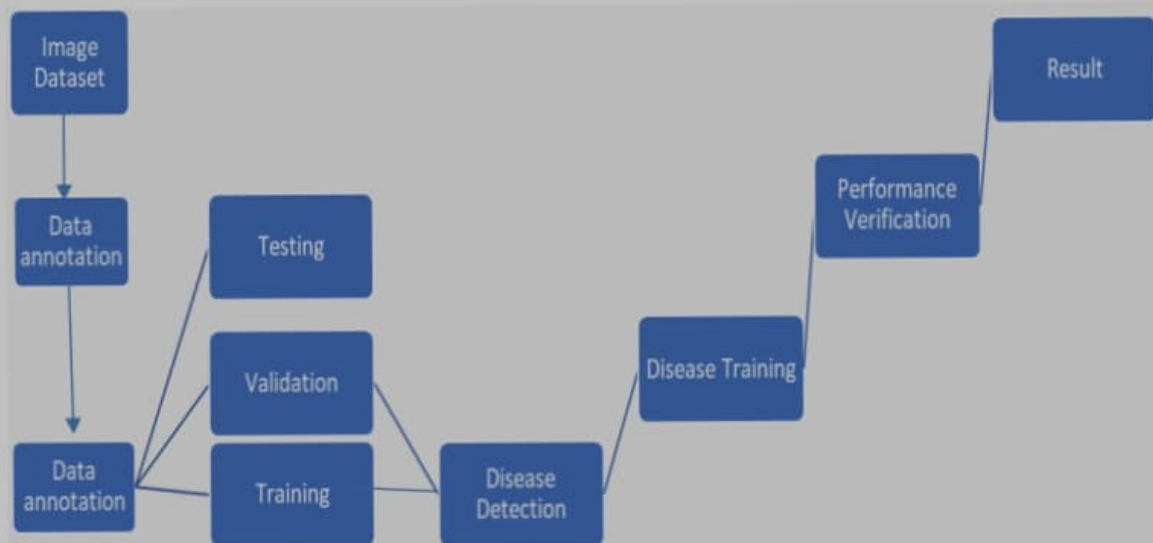 Image
Dataset
Data
annotation
Data
annotation
Testing
Validation
Training
Disease
Detection
Disease Training
Performance
Verification
Result